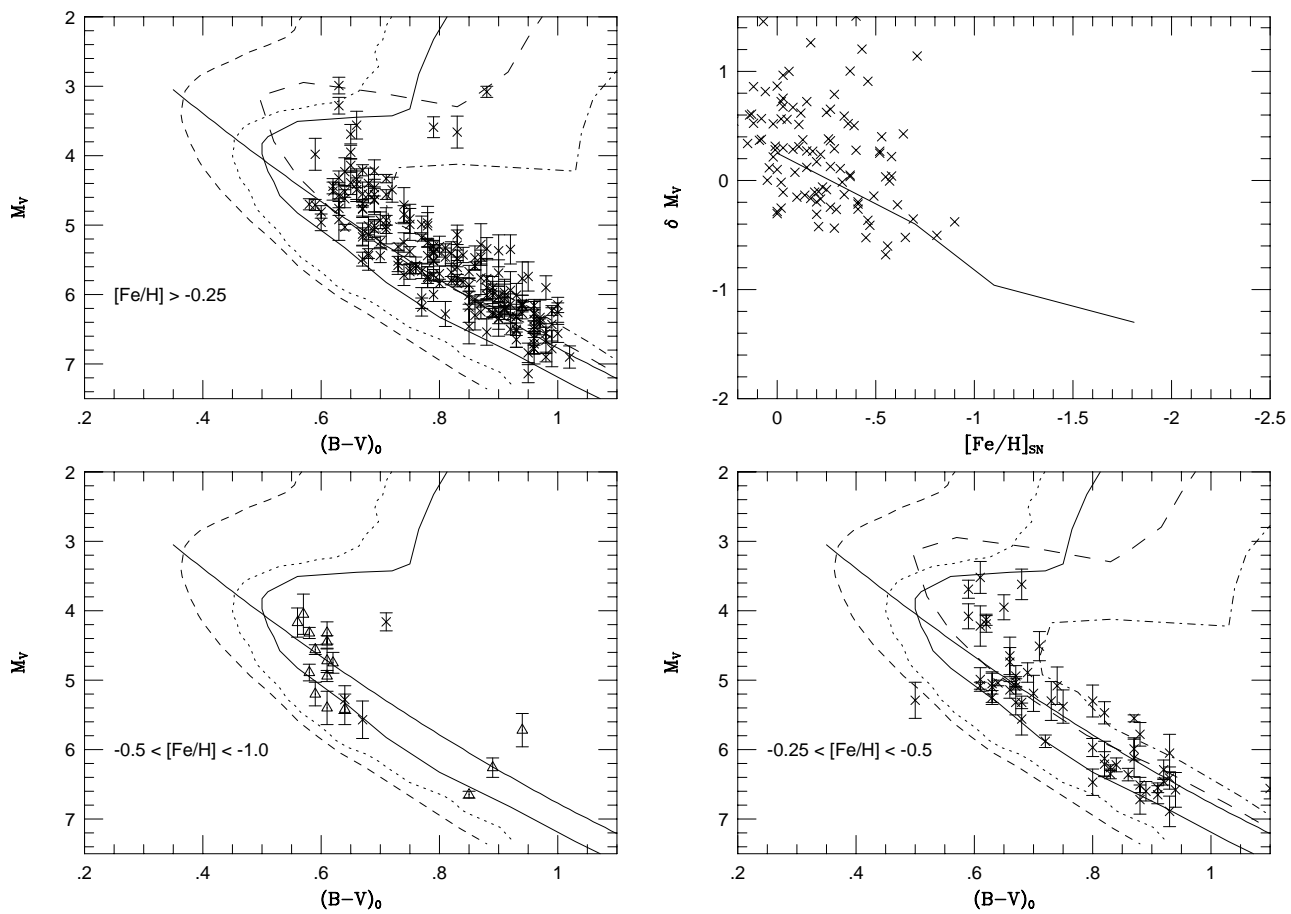 2
3
4
5
6
7
M_V
[Fe/H] > -0.25
.2 .4 .6 .8 1
(B-V)_0
1
0
-1
-2
δ M_V
0 -.5 -1 -1.5 -2 -2.5
[Fe/H]_SN
2
3
4
5
6
7
M_V
-0.5 < [Fe/H] < -1.0
.2 .4 .6 .8 1
(B-V)_0
2
3
4
5
6
7
M_V
-0.25 < [Fe/H] < -0.5
.2 .4 .6 .8 1
(B-V)_0